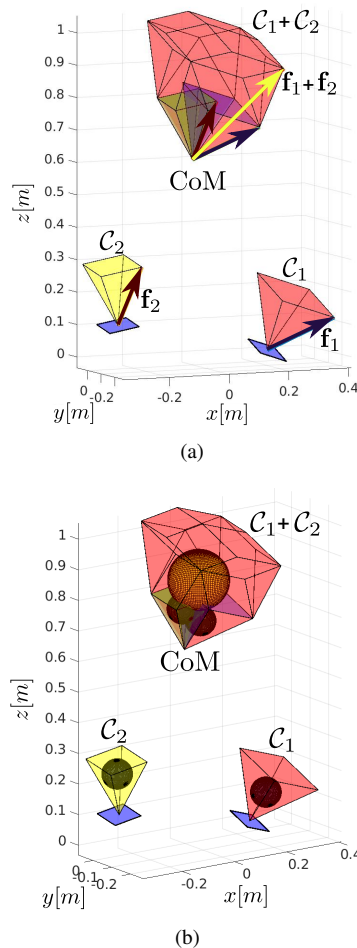 C₁+C₂
1
0.9
f₁+f₂
0.8
0.7
0.6
CoM
0.5
z[m]
0.4
C₂
C₁
0.3
0.2
f₂
0.1
f₁
0
0 -0.2
-0.2 0 0.2 0.4
y[m] x[m]
(a)
C₁+C₂
1
0.9
0.8
0.7
0.6
CoM
0.5
z[m]
0.4
C₂
C₁
0.3
0.2
0.1
0
0.1 0 -0.1
-0.2 0 0.2 0.4
y[m] x[m]
(b)